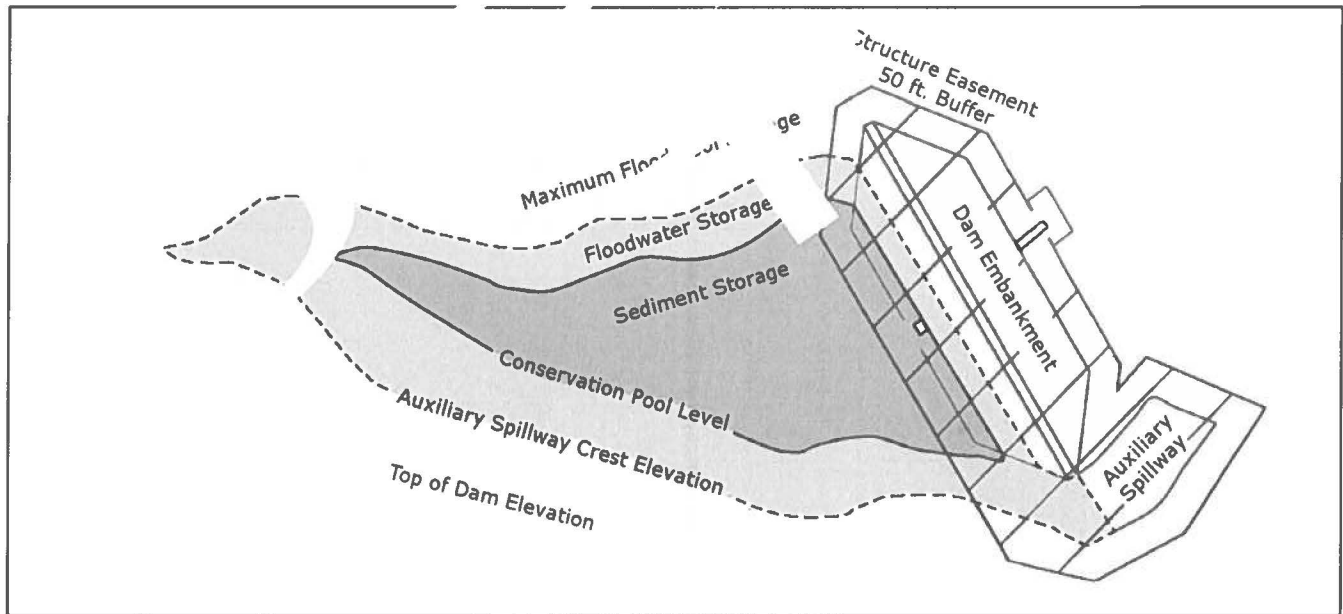 Structure Easement
50 ft. Buffer
Maximum
Floodwater Storage
Sediment Storage
Dam Embankment
Conservation Pool Level
Auxiliary Spillway Crest Elevation
Top of Dam Elevation
Auxiliary
Spillway